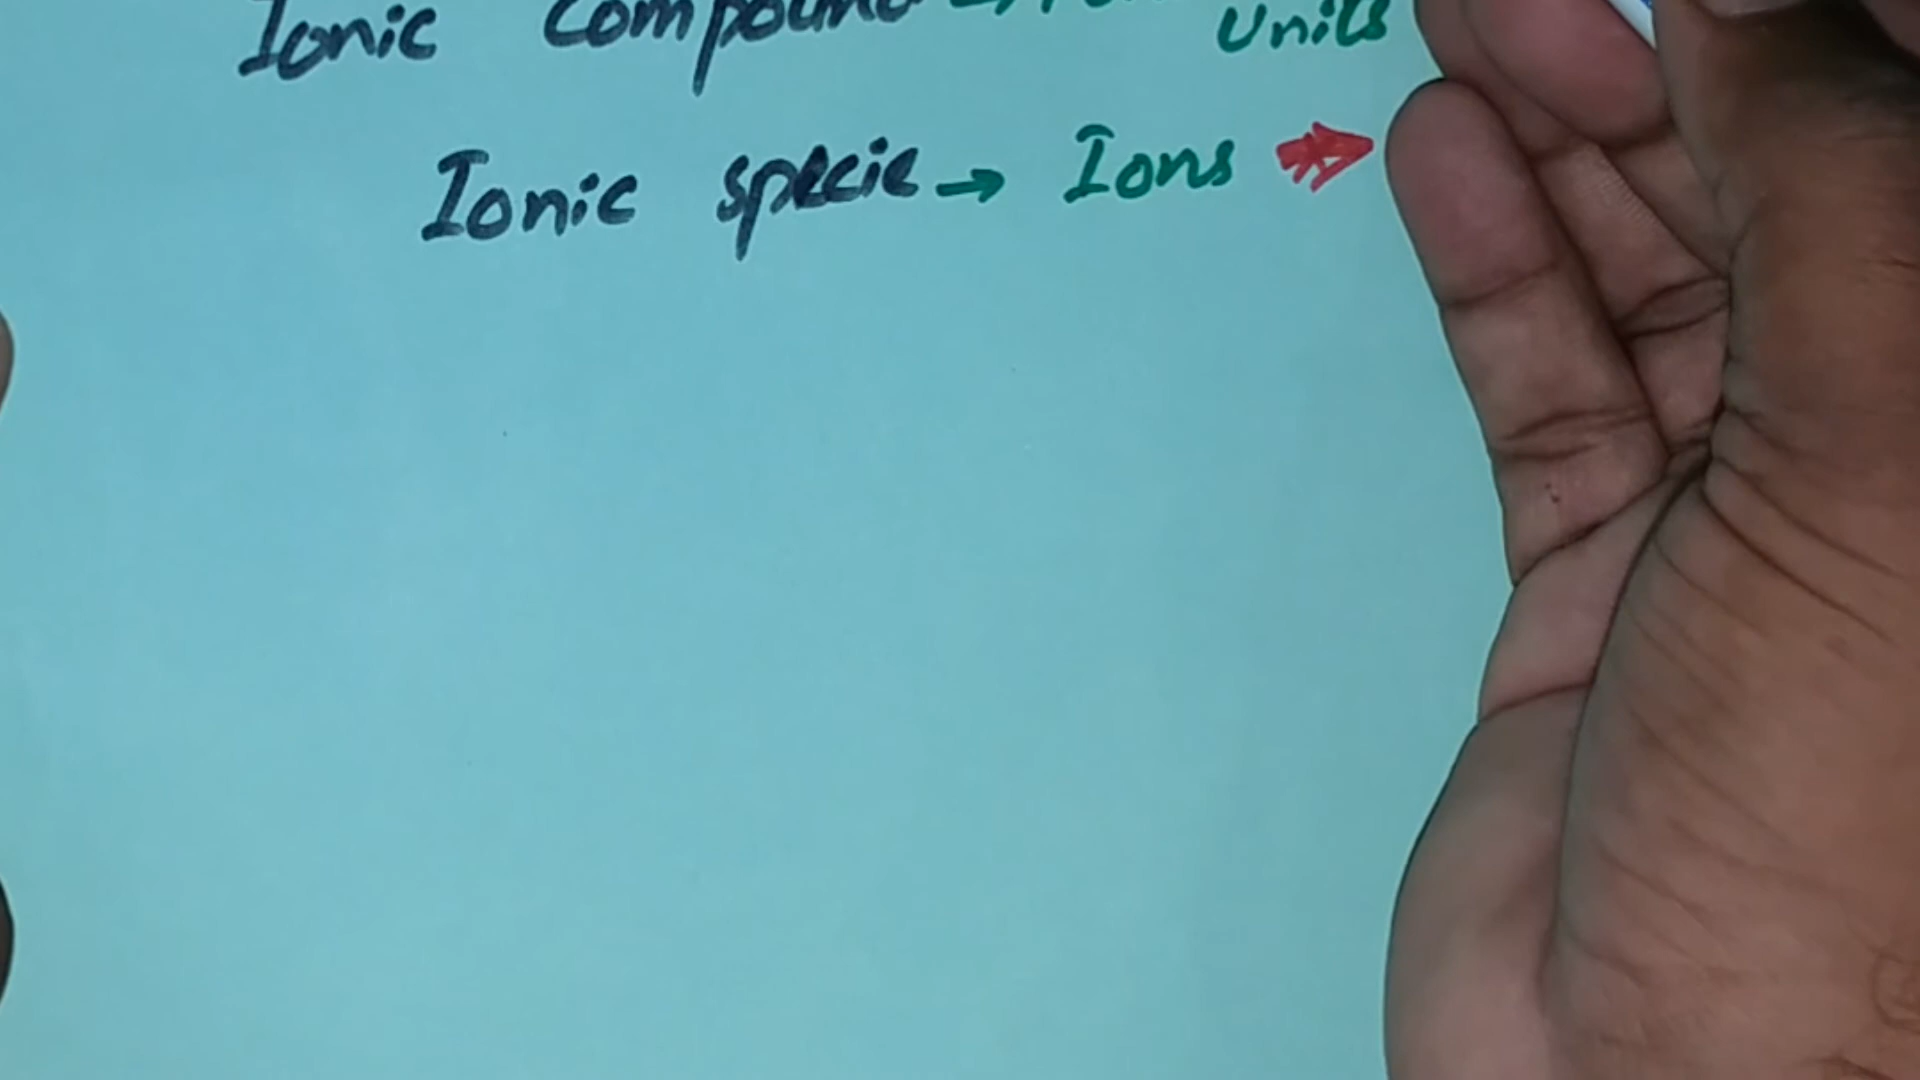 Ionic Compound →
Units
Ionic specie → Ions